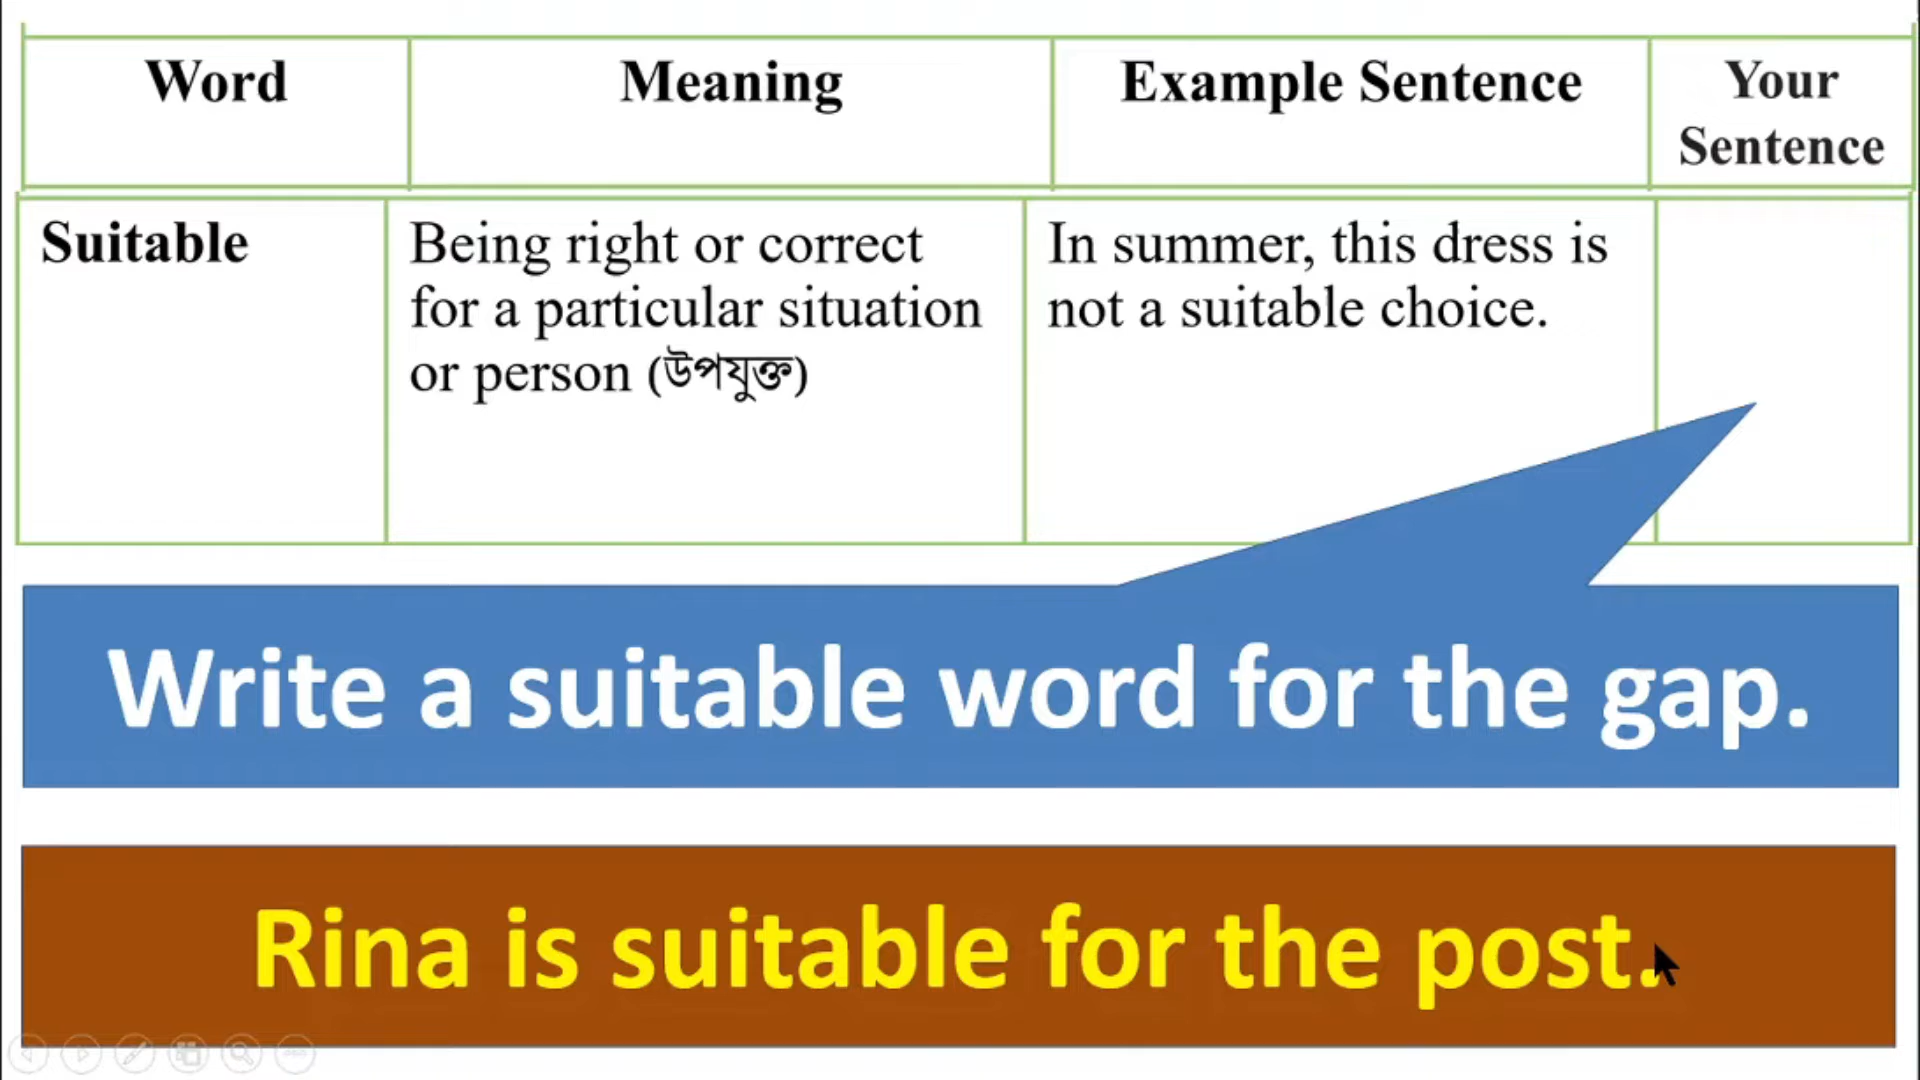 Word
Meaning
Example Sentence
Your
Sentence
Suitable
Being right or correct
for a particular situation
or person (উপযুক্ত)
In summer, this dress is
not a suitable choice.
Write a suitable word for the gap.
Rina is suitable for the post.